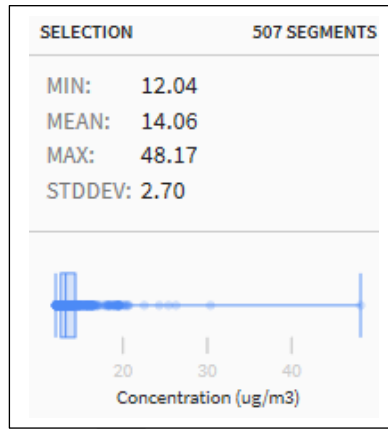 SELECTION 507 SEGMENTS
MIN: 12.04
MEAN: 14.06
MAX: 48.17
STDDEV: 2.70
20 30 40
Concentration (ug/m3)